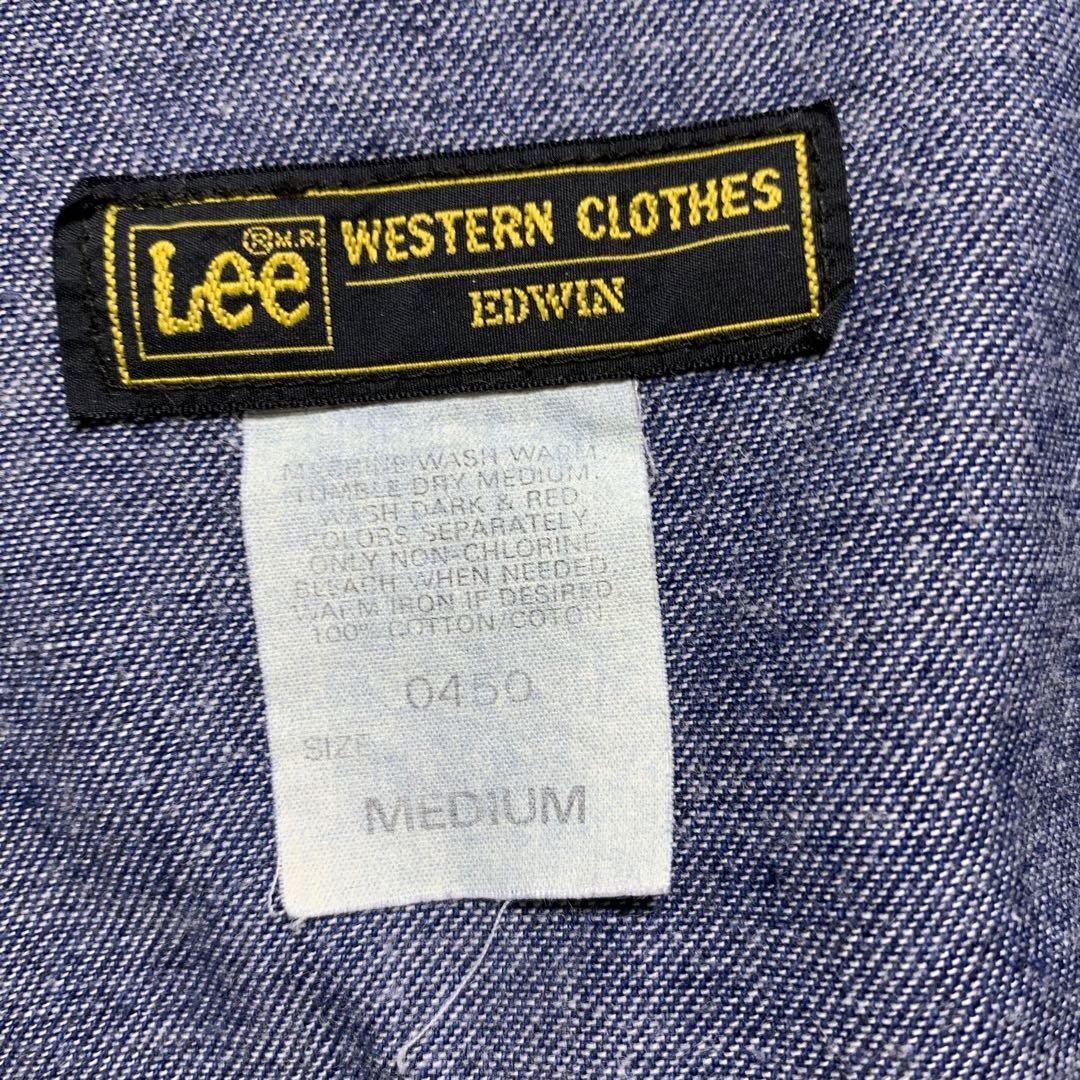 Lee ® M.R.
WESTERN CLOTHES
EDWIN
MACHINE WASH WARM.
TUMBLE DRY MEDIUM.
WASH DARK & RED
COLORS SEPARATELY.
ONLY NON-CHLORINE
BLEACH WHEN NEEDED.
WARM IRON IF DESIRED.
100% COTTON/COTON.
0450
SIZE
MEDIUM